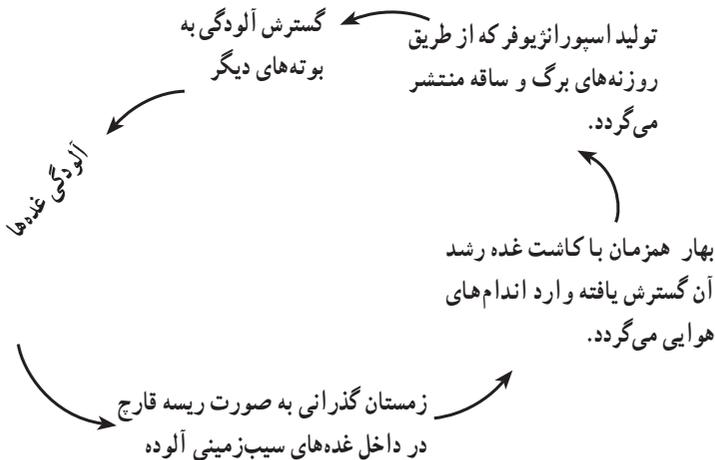 تولید اسپورانژیوفر که از طریق
روزنه‌های برگ و ساقه منتشر
می‌گردد.
گسترش آلودگی به
بوته‌های دیگر
آلودگی غده‌ها
زمستان گذرانی به صورت ریسه قارچ
در داخل غده‌های سیب‌زمینی آلوده
بهار همزمان با کاشت غده رشد
آن گسترش یافته وارد اندام‌های
هوایی می‌گردد.